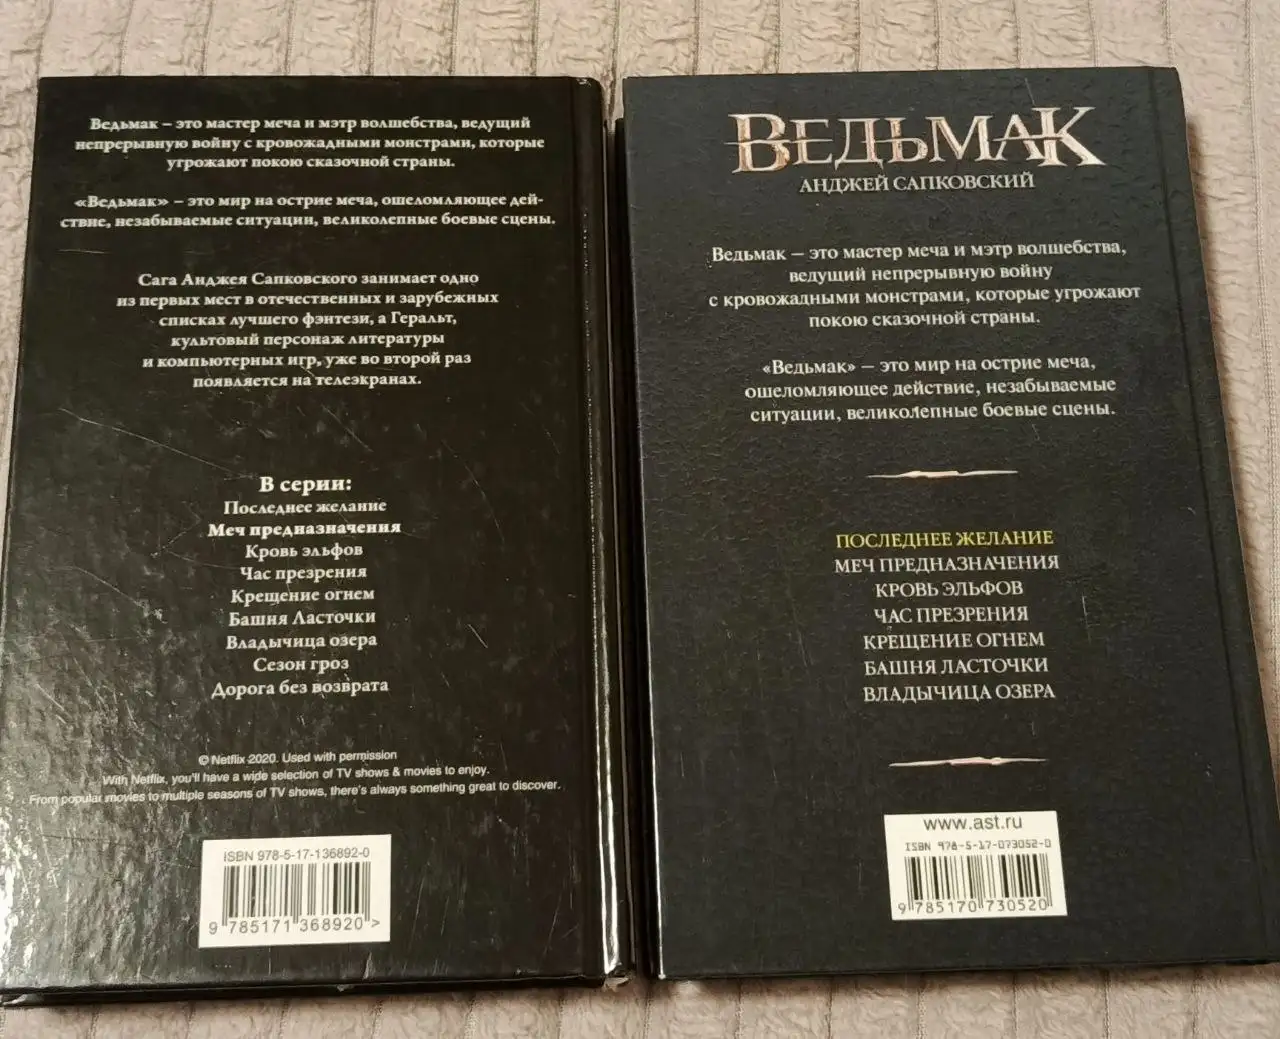 Ведьмак – это мастер меча и мэтр волшебства, ведущий
непрерывную войну с кровожадными монстрами, которые
угрожают покою сказочной страны.
«Ведьмак» – это мир на острие меча, ошеломляющее дей-
ствие, незабываемые ситуации, великолепные боевые сцены.
Сага Анджея Сапковского занимает одно
из первых мест в отечественных и зарубежных
списках лучшего фэнтези, а Геральт,
культовый персонаж литературы
и компьютерных игр, уже во второй раз
появляется на телеэкранах.
В серии:
Последнее желание
Меч предназначения
Кровь эльфов
Час презрения
Крещение огнем
Башня Ласточки
Владычица озера
Сезон гроз
Дорога без возврата
© Netflix 2020. Used with permission
With Netflix, you'll have a wide selection of TV shows & movies to enjoy.
From popular movies to multiple seasons of TV shows, there's always something great to discover.
ISBN 978-5-17-136892-0
9 785171 368920 >
ВЕДЬМАК
АНДЖЕЙ САПКОВСКИЙ
Ведьмак – это мастер меча и мэтр волшебства,
ведущий непрерывную войну
с кровожадными монстрами, которые угрожают
покою сказочной страны.
«Ведьмак» – это мир на острие меча,
ошеломляющее действие, незабываемые
ситуации, великолепные боевые сцены.
ПОСЛЕДНЕЕ ЖЕЛАНИЕ
МЕЧ ПРЕДНАЗНАЧЕНИЯ
КРОВЬ ЭЛЬФОВ
ЧАС ПРЕЗРЕНИЯ
КРЕЩЕНИЕ ОГНЕМ
БАШНЯ ЛАСТОЧКИ
ВЛАДЫЧИЦА ОЗЕРА
www.ast.ru
ISBN 978-5-17-073052-0
9 785170 730520